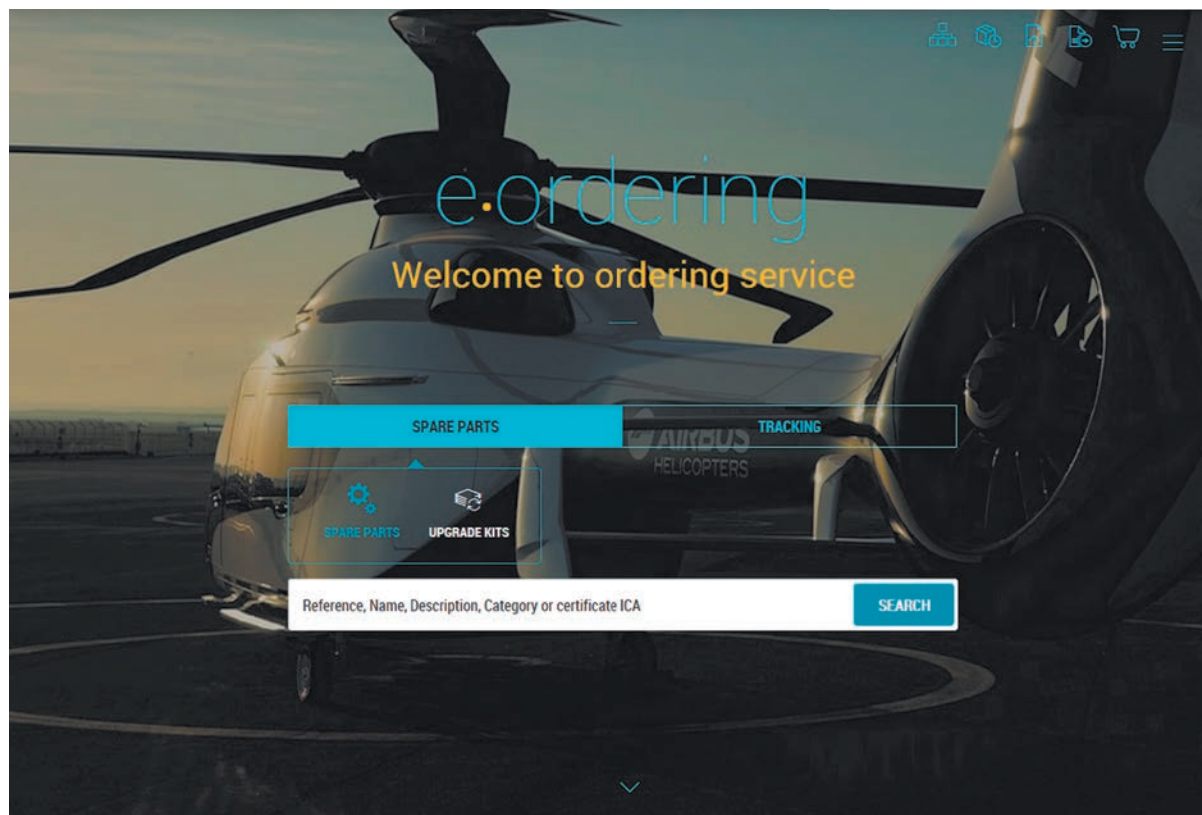 e·ordering
Welcome to ordering service
SPARE PARTS
TRACKING
AIRBUS
HELICOPTERS
SPARE PARTS
UPGRADE KITS
Reference, Name, Description, Category or certificate ICA
SEARCH